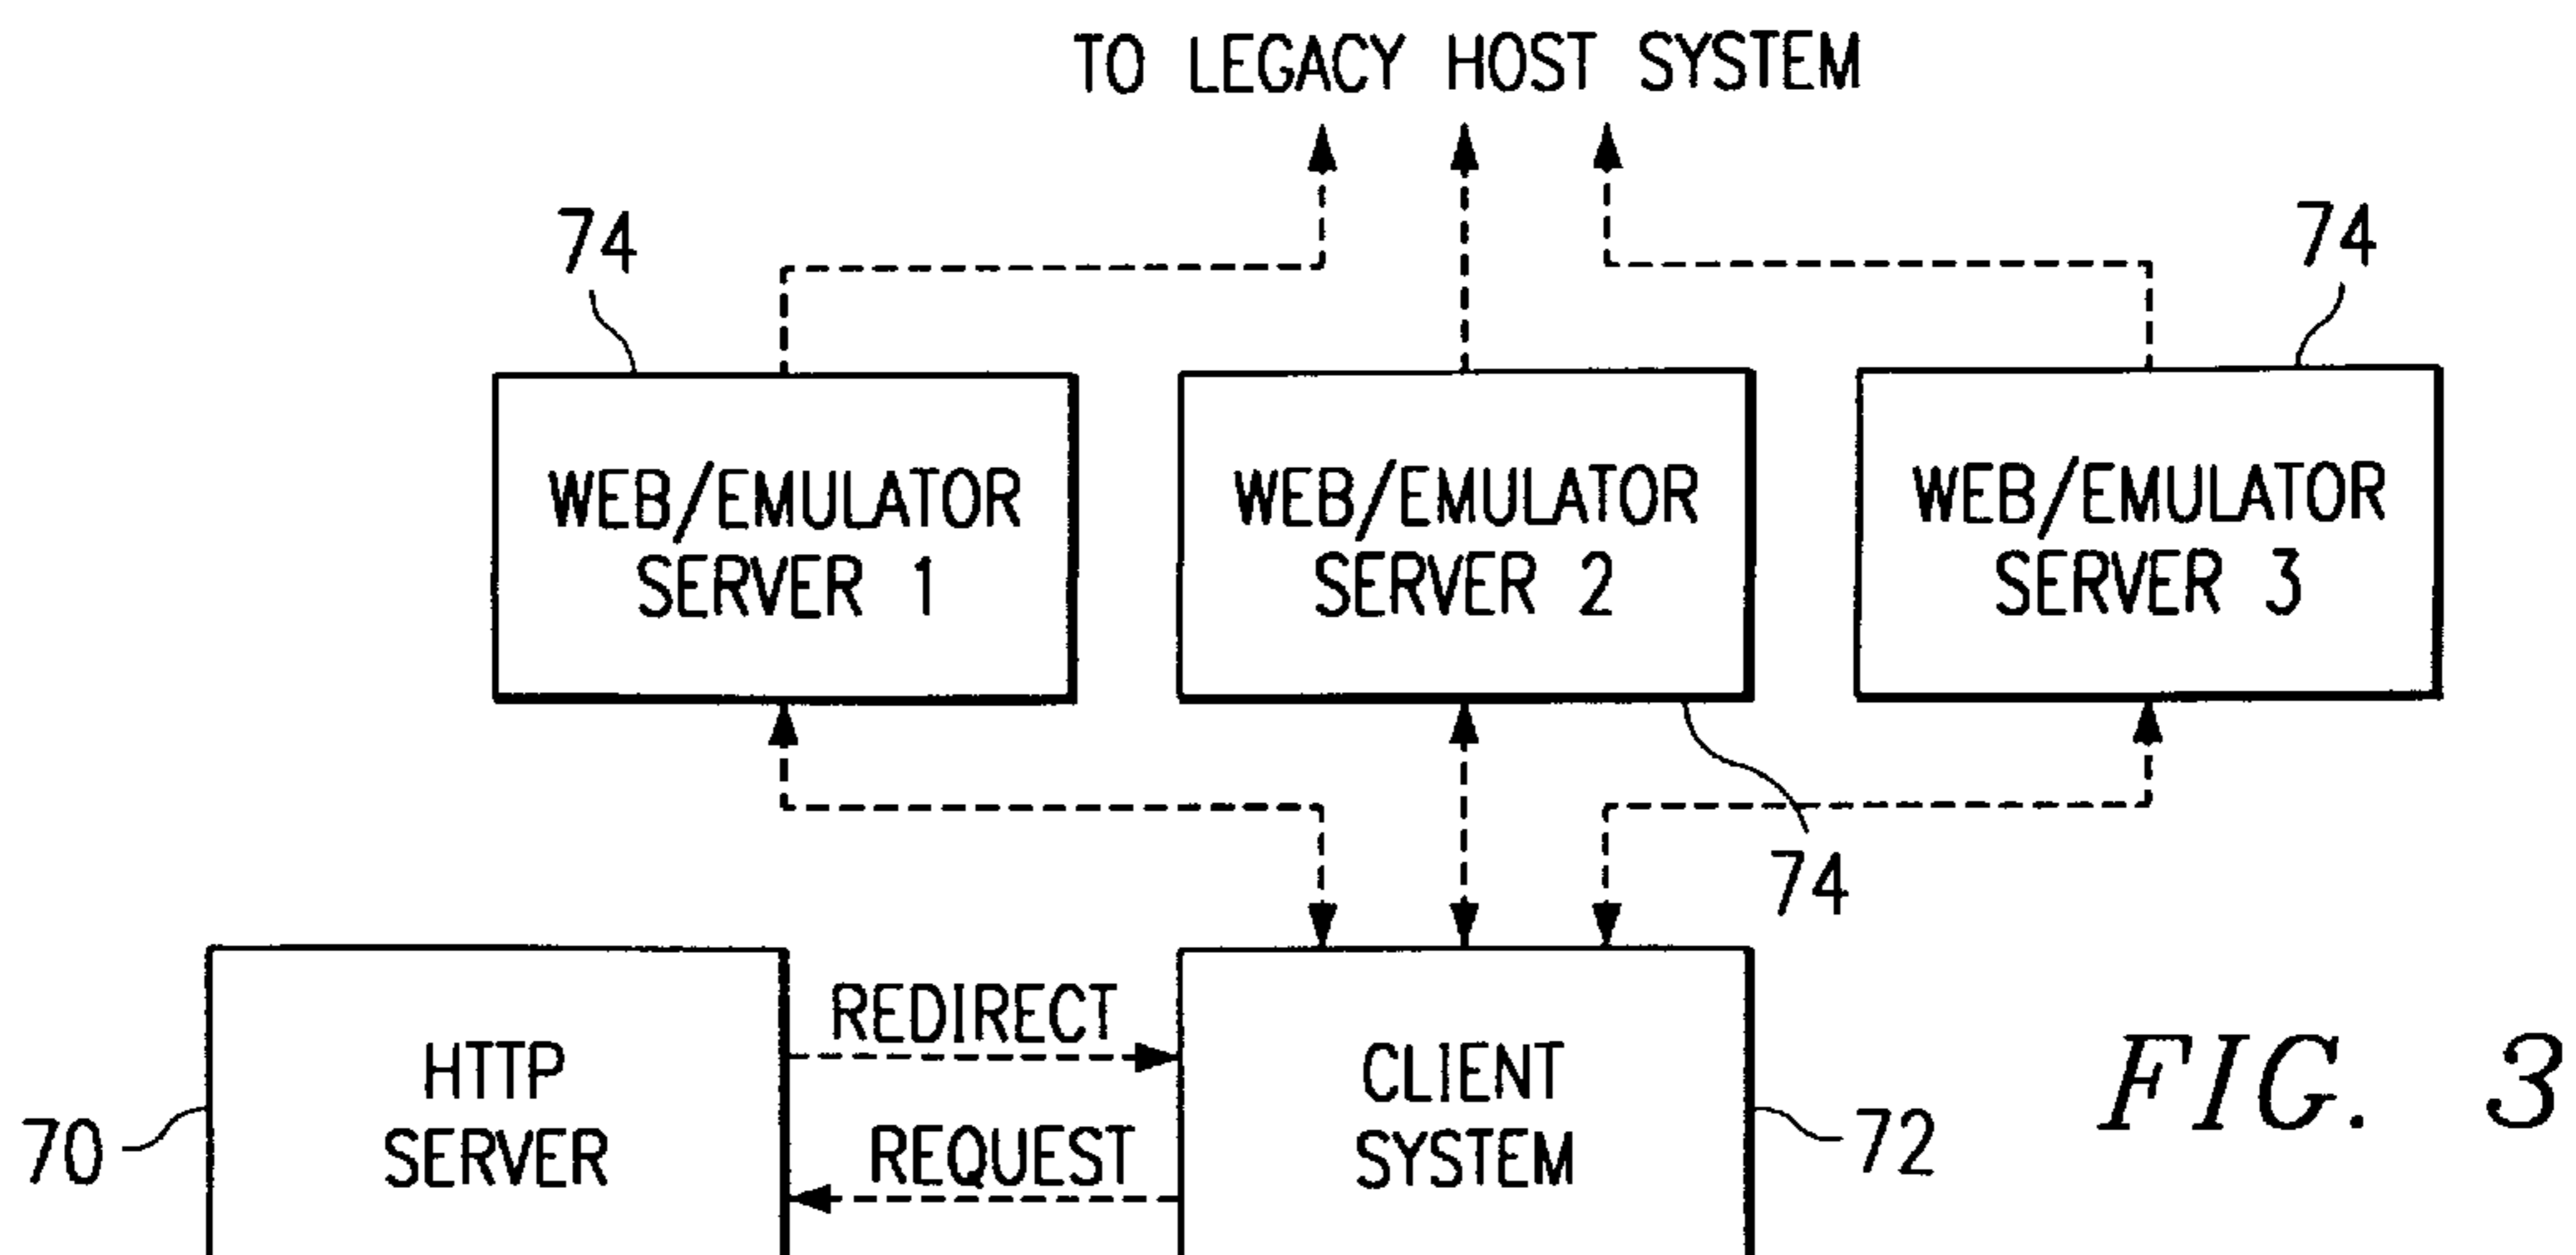 TO LEGACY HOST SYSTEM
74
74
WEB/EMULATOR
SERVER 1
WEB/EMULATOR
SERVER 2
WEB/EMULATOR
SERVER 3
74
REDIRECT
HTTP
SERVER
CLIENT
SYSTEM
REQUEST
70
72
FIG. 3